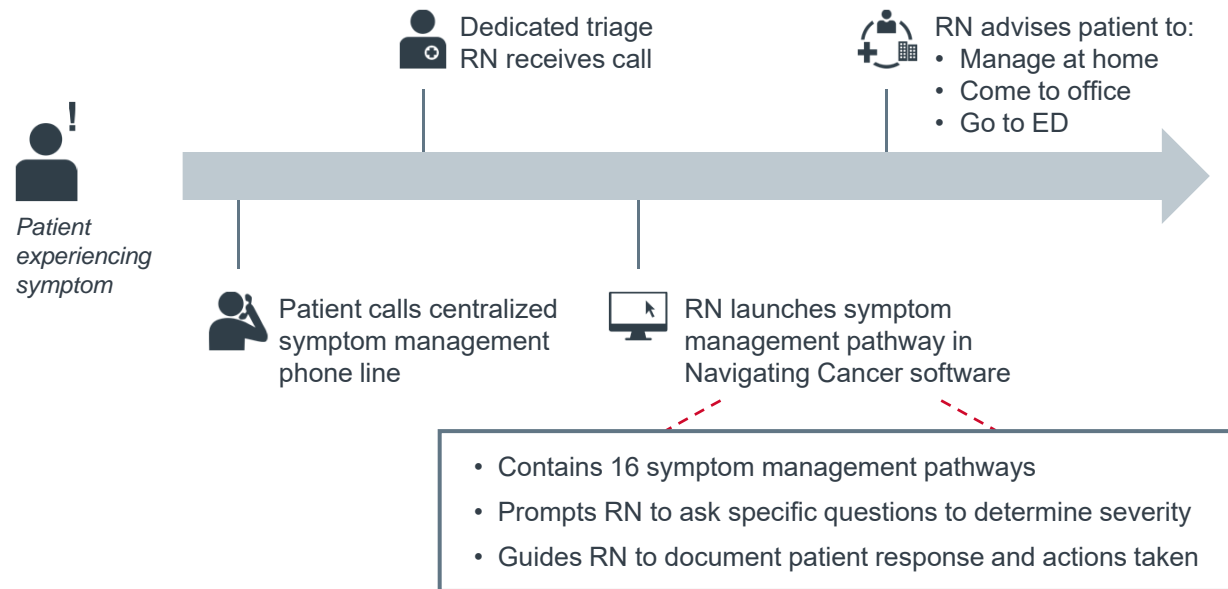 Patient
experiencing
symptom
Patient calls centralized
symptom management
phone line
Dedicated triage
RN receives call
RN launches symptom
management pathway in
Navigating Cancer software
• Contains 16 symptom management pathways
• Prompts RN to ask specific questions to determine severity
• Guides RN to document patient response and actions taken
RN advises patient to:
• Manage at home
• Come to office
• Go to ED